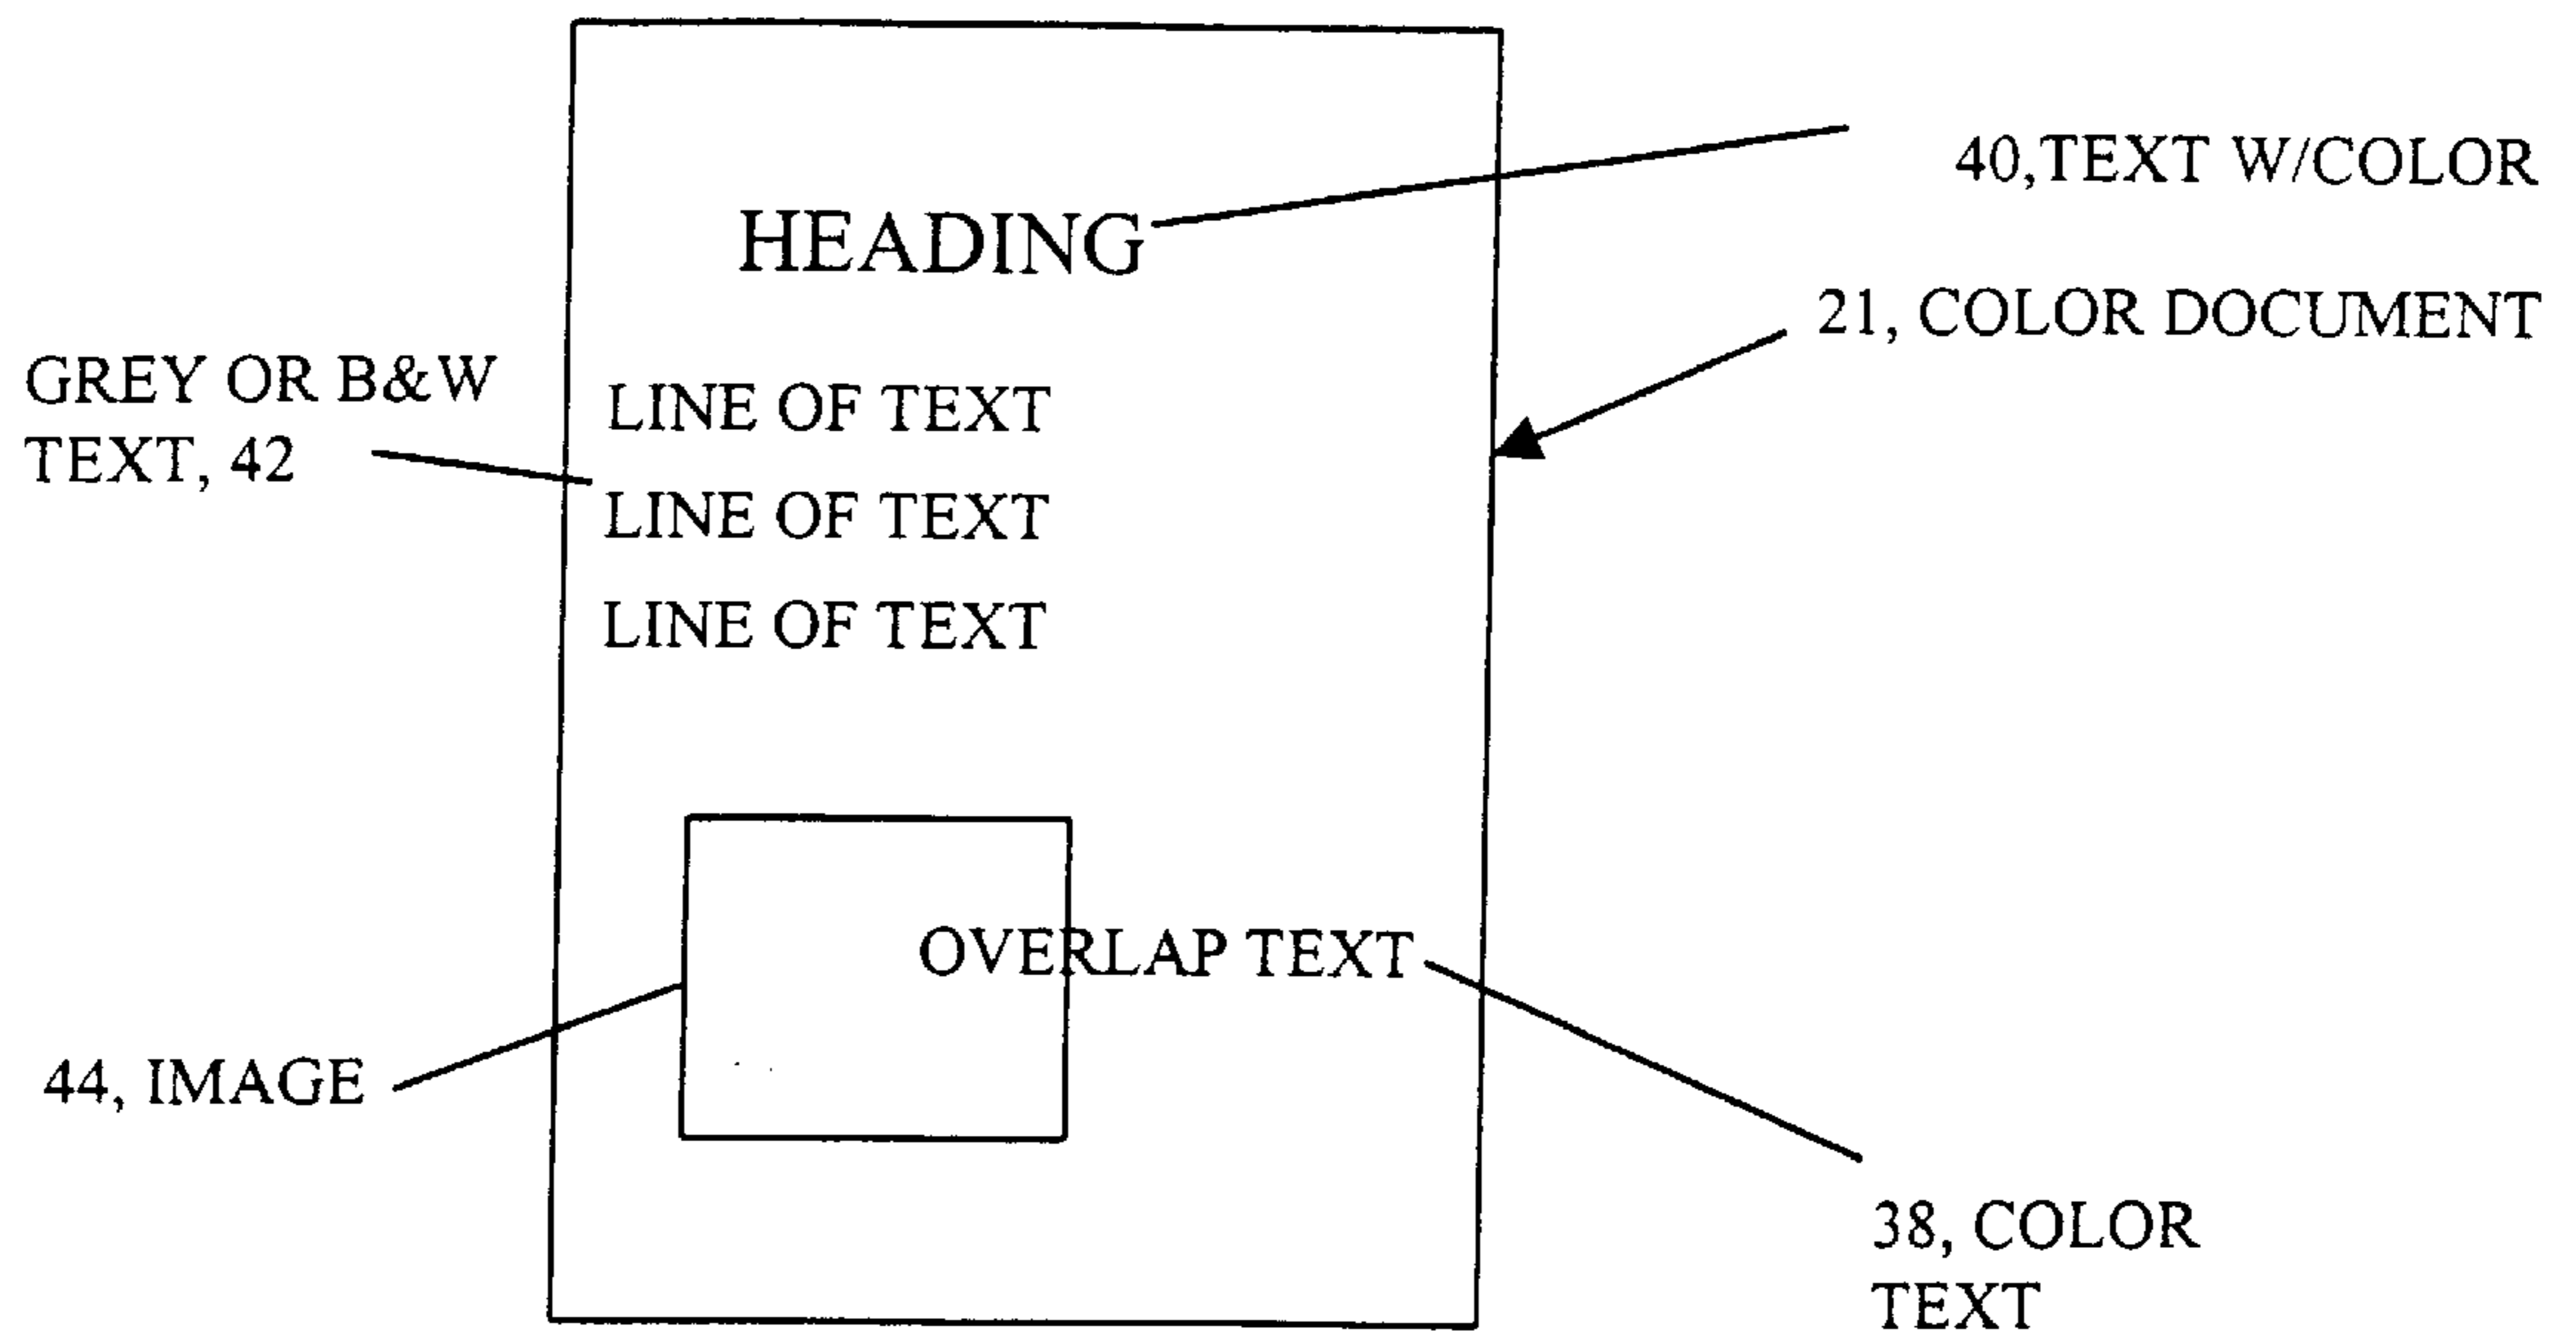 40,TEXT W/COLOR
HEADING
21, COLOR DOCUMENT
GREY OR B&W
TEXT, 42
LINE OF TEXT
LINE OF TEXT
LINE OF TEXT
OVERLAP TEXT
44, IMAGE
38, COLOR
TEXT